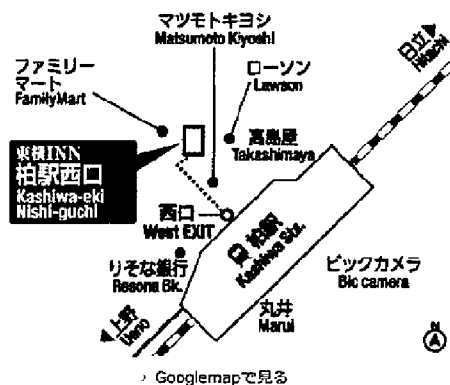 マツモトキヨシ
Matsumoto Kiyoshi
日立
Hitachi
ファミリー
マート
FamilyMart
ローソン
Lawson
東横INN
柏駅西口
Kashiwa-eki
Nishi-guchi
高島屋
Takashimaya
西口
West EXIT
柏駅
Kashiwa Sta.
りそな銀行
Resona Bk.
ビックカメラ
Bic camera
丸井
Marui
上野
Ueno
N
› Googlemapで見る